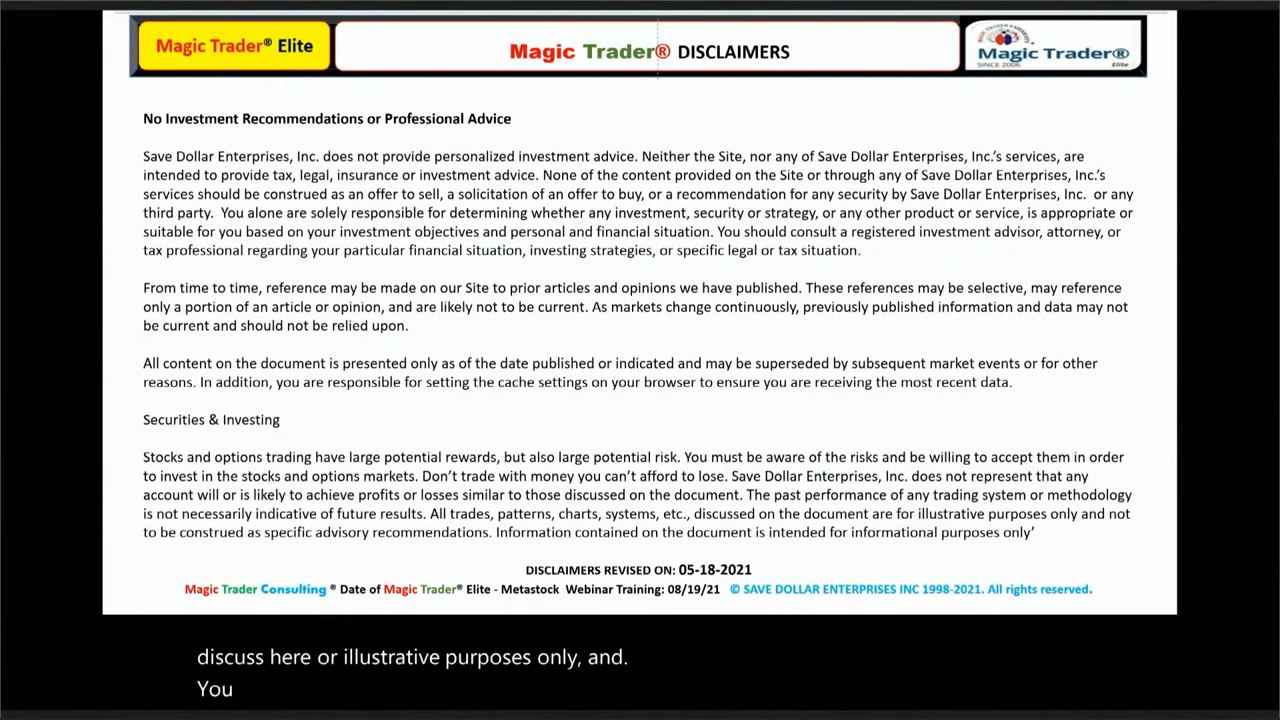 Magic Trader® Elite
Magic Trader® DISCLAIMERS
Magic Trader®
SINCE 2006
Elite
No Investment Recommendations or Professional Advice
Save Dollar Enterprises, Inc. does not provide personalized investment advice. Neither the Site, nor any of Save Dollar Enterprises, Inc.’s services, are
intended to provide tax, legal, insurance or investment advice. None of the content provided on the Site or through any of Save Dollar Enterprises, Inc.’s
services should be construed as an offer to sell, a solicitation of an offer to buy, or a recommendation for any security by Save Dollar Enterprises, Inc. or any
third party. You alone are solely responsible for determining whether any investment, security or strategy, or any other product or service, is appropriate or
suitable for you based on your investment objectives and personal and financial situation. You should consult a registered investment advisor, attorney, or
tax professional regarding your particular financial situation, investing strategies, or specific legal or tax situation.
From time to time, reference may be made on our Site to prior articles and opinions we have published. These references may be selective, may reference
only a portion of an article or opinion, and are likely not to be current. As markets change continuously, previously published information and data may not
be current and should not be relied upon.
All content on the document is presented only as of the date published or indicated and may be superseded by subsequent market events or for other
reasons. In addition, you are responsible for setting the cache settings on your browser to ensure you are receiving the most recent data.
Securities & Investing
Stocks and options trading have large potential rewards, but also large potential risk. You must be aware of the risks and be willing to accept them in order
to invest in the stocks and options markets. Don’t trade with money you can’t afford to lose. Save Dollar Enterprises, Inc. does not represent that any
account will or is likely to achieve profits or losses similar to those discussed on the document. The past performance of any trading system or methodology
is not necessarily indicative of future results. All trades, patterns, charts, systems, etc., discussed on the document are for illustrative purposes only and not
to be construed as specific advisory recommendations. Information contained on the document is intended for informational purposes only’
DISCLAIMERS REVISED ON: 05-18-2021
Magic Trader Consulting ® Date of Magic Trader® Elite - Metastock Webinar Training: 08/19/21 © SAVE DOLLAR ENTERPRISES INC 1998-2021. All rights reserved.
discuss here or illustrative purposes only, and.
You